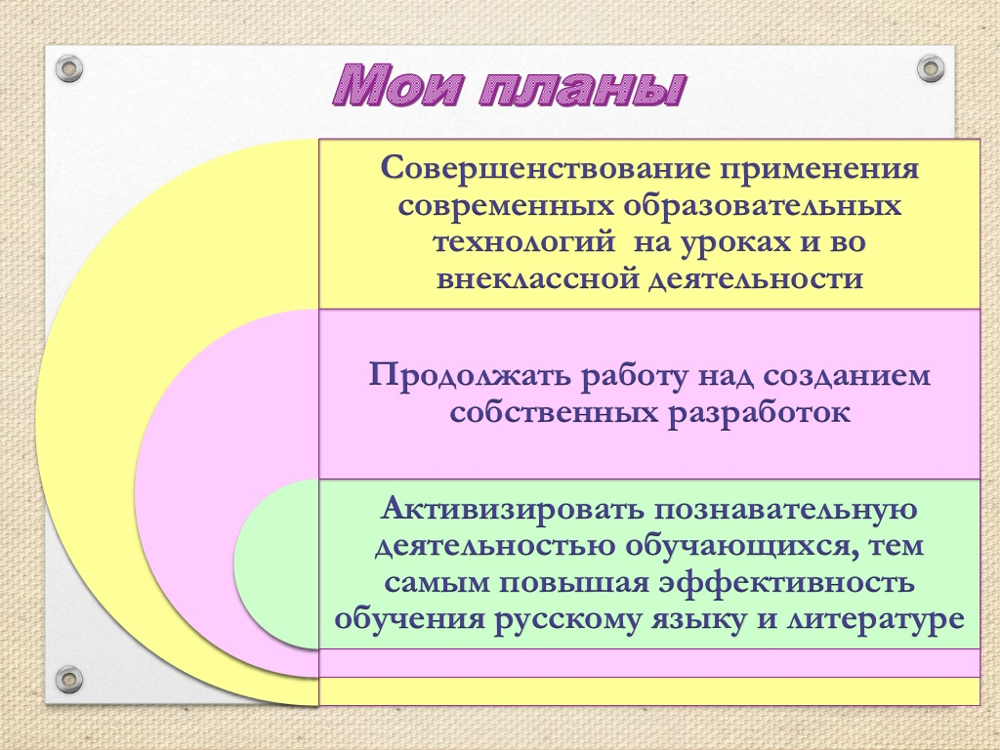 Мои планы
Совершенствование применения
современных образовательных
технологий  на уроках и во
внеклассной деятельности
Продолжать работу над созданием
собственных разработок
Активизировать познавательную
деятельностью обучающихся, тем
самым повышая эффективность
обучения русскому языку и литературе